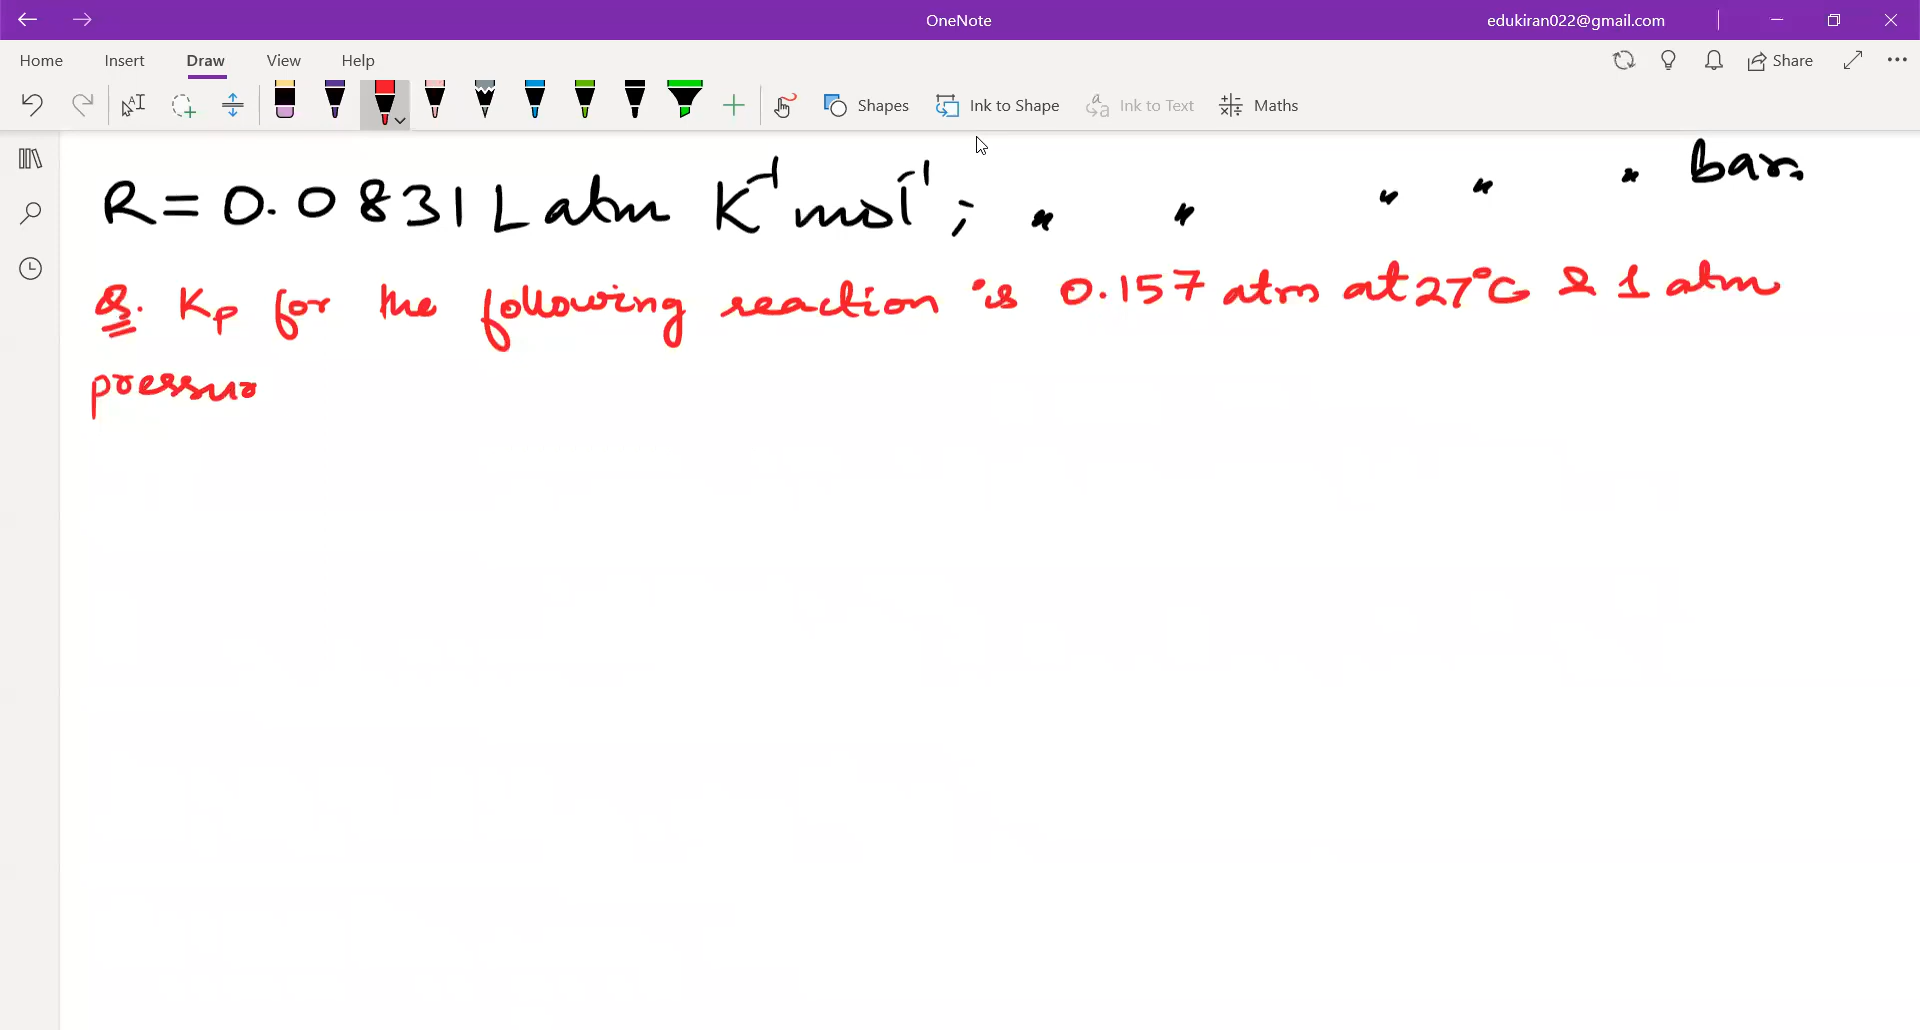 OneNote
edukiran022@gmail.com
Home Insert Draw View Help
Share
Shapes Ink to Shape Ink to Text Maths
R = 0.0831 L atm K⁻¹ mol⁻¹ ; " " " " " bar.
Q. Kp for the following reaction is 0.157 atm at 27°C & 1 atm
pressur